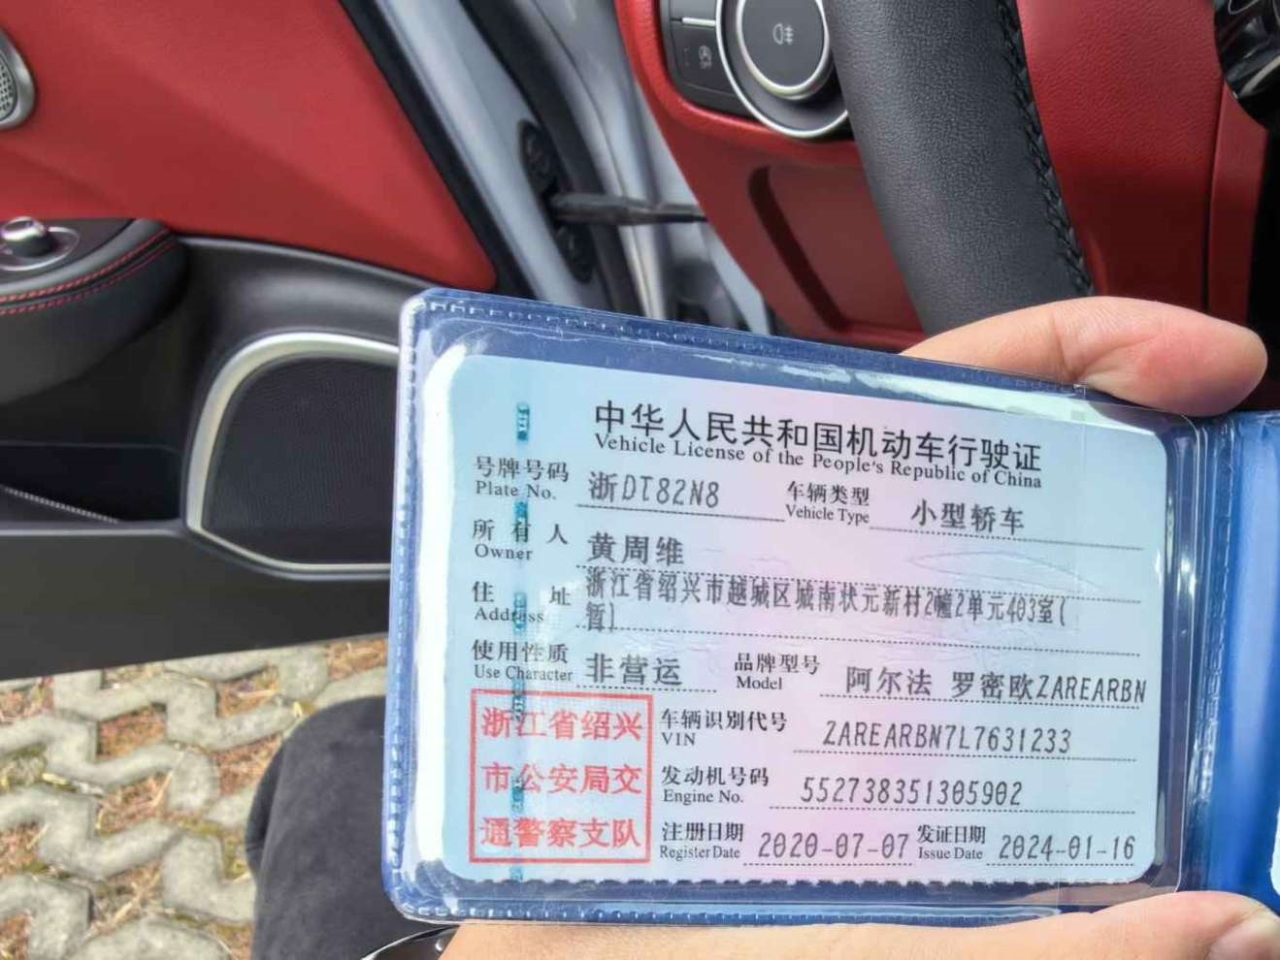 中华人民共和国机动车行驶证
Vehicle License of the People's Republic of China
号牌号码 浙DT82N8 车辆类型 小型轿车
Plate No. Vehicle Type
所有人 黄周维
Owner
住址 浙江省绍兴市越城区城南状元新村2幢2单元403室(
Address 暂)
使用性质 非营运 品牌型号 阿尔法 罗密欧ZAREARBN
Use Character Model
浙江省绍兴
市公安局交
通警察支队
车辆识别代号 ZAREARBN7L7631233
VIN
发动机号码 552738351305902
Engine No.
注册日期 2020-07-07 发证日期 2024-01-16
Register Date Issue Date